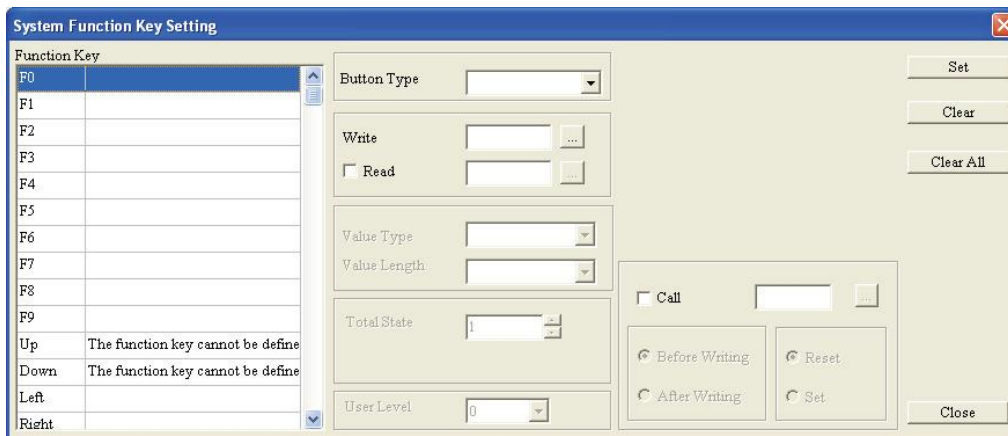 System Function Key Setting
Function Key
F0
F1
F2
F3
F4
F5
F6
F7
F8
F9
Up The function key cannot be define
Down The function key cannot be define
Left
Right
Button Type
Write ...
Read ...
Value Type
Value Length
Total State 1
User Level 0
Call ...
Before Writing
After Writing
Reset
Set
Set
Clear
Clear All
Close